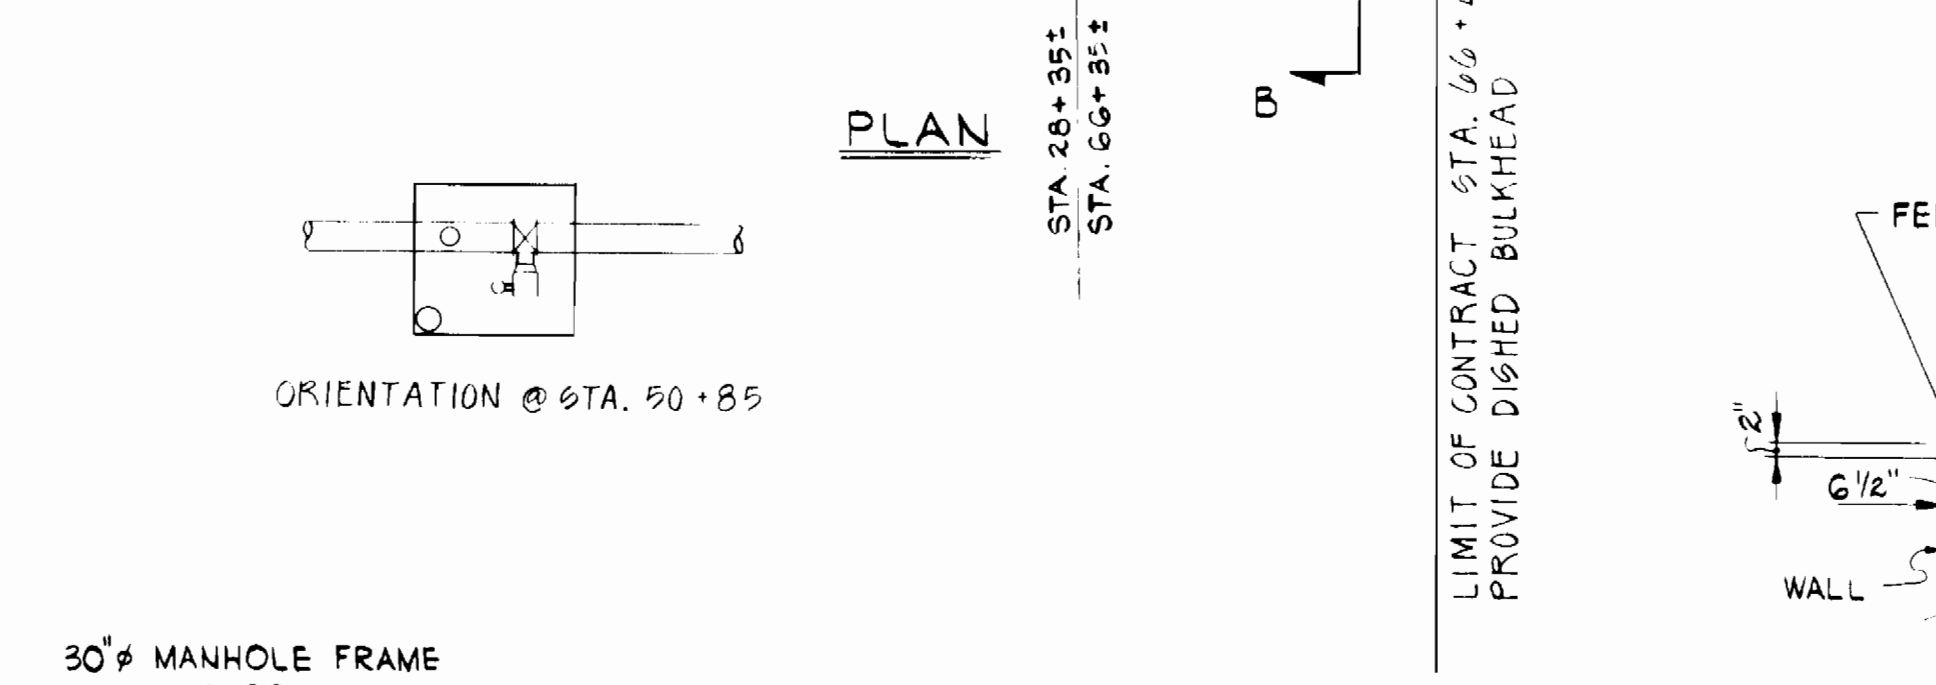 PLAN
STA. 28+35±
STA. 66+35±
B
LIMIT OF CONTRACT STA. 66+
PROVIDE DISHED BULKHEAD
ORIENTATION @ STA. 50+85
2"
6 1/2"
WALL
30"ø MANHOLE FRAME